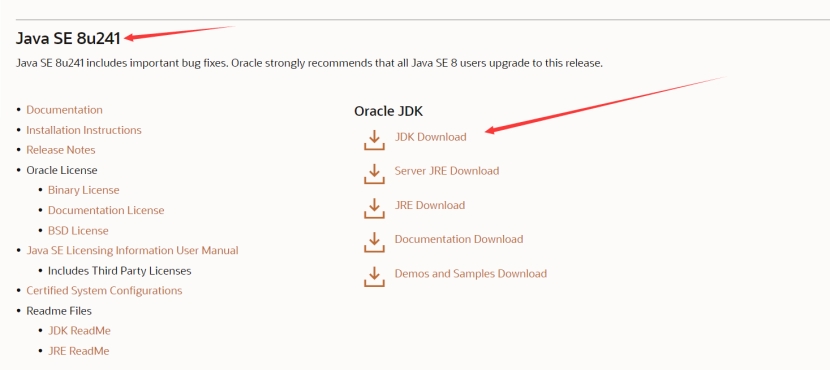 Java SE 8u241
Java SE 8u241 includes important bug fixes. Oracle strongly recommends that all Java SE 8 users upgrade to this release.
Documentation
Installation Instructions
Release Notes
Oracle License
Binary License
Documentation License
BSD License
Java SE Licensing Information User Manual
Includes Third Party Licenses
Certified System Configurations
Readme Files
JDK ReadMe
JRE ReadMe
Oracle JDK
JDK Download
Server JRE Download
JRE Download
Documentation Download
Demos and Samples Download